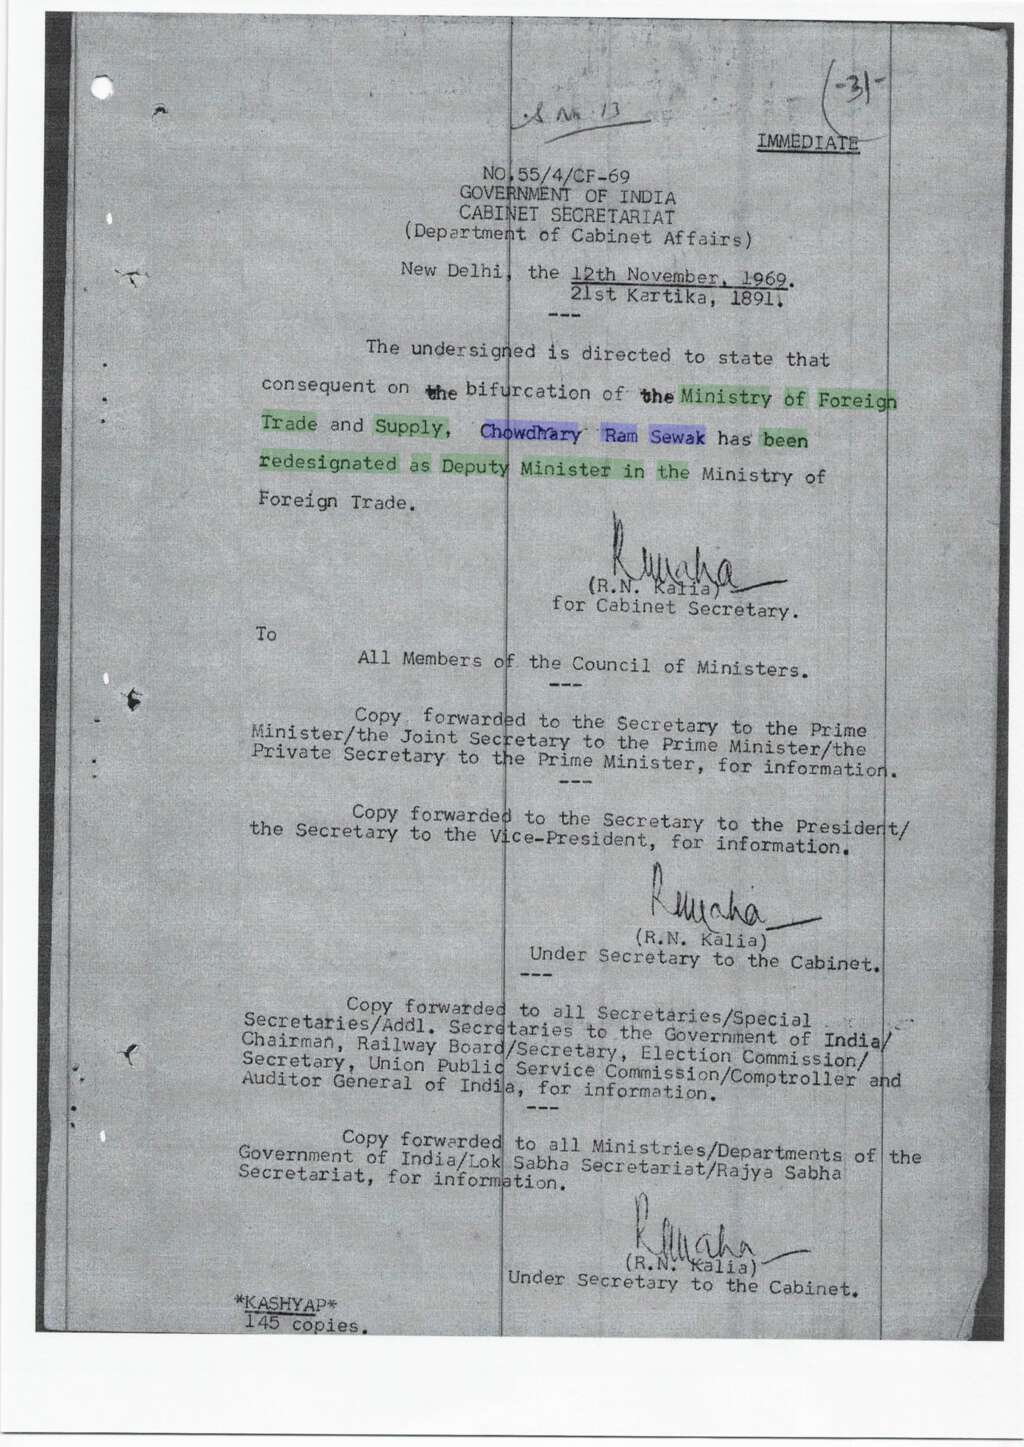 -31-
S No. 13
IMMEDIATE
NO.55/4/CF-69
GOVERNMENT OF INDIA
CABINET SECRETARIAT
(Department of Cabinet Affairs)
New Delhi, the 12th November, 1969.
21st Kartika, 1891.
---
The undersigned is directed to state that
consequent on the bifurcation of the Ministry of Foreign
Trade and Supply, Chowdhary Ram Sewak has been
redesignated as Deputy Minister in the Ministry of
Foreign Trade.
(R.N. Kalia)
for Cabinet Secretary.
To
All Members of the Council of Ministers.
---
Copy forwarded to the Secretary to the Prime
Minister/the Joint Secretary to the Prime Minister/the
Private Secretary to the Prime Minister, for information.
---
Copy forwarded to the Secretary to the President/
the Secretary to the Vice-President, for information.
(R.N. Kalia)
Under Secretary to the Cabinet.
---
Copy forwarded to all Secretaries/Special
Secretaries/Addl. Secretaries to the Government of India/
Chairman, Railway Board/Secretary, Election Commission/
Secretary, Union Public Service Commission/Comptroller and
Auditor General of India, for information.
---
Copy forwarded to all Ministries/Departments of the
Government of India/Lok Sabha Secretariat/Rajya Sabha
Secretariat, for information.
(R.N. Kalia)
Under Secretary to the Cabinet.
*KASHYAP*
145 copies.